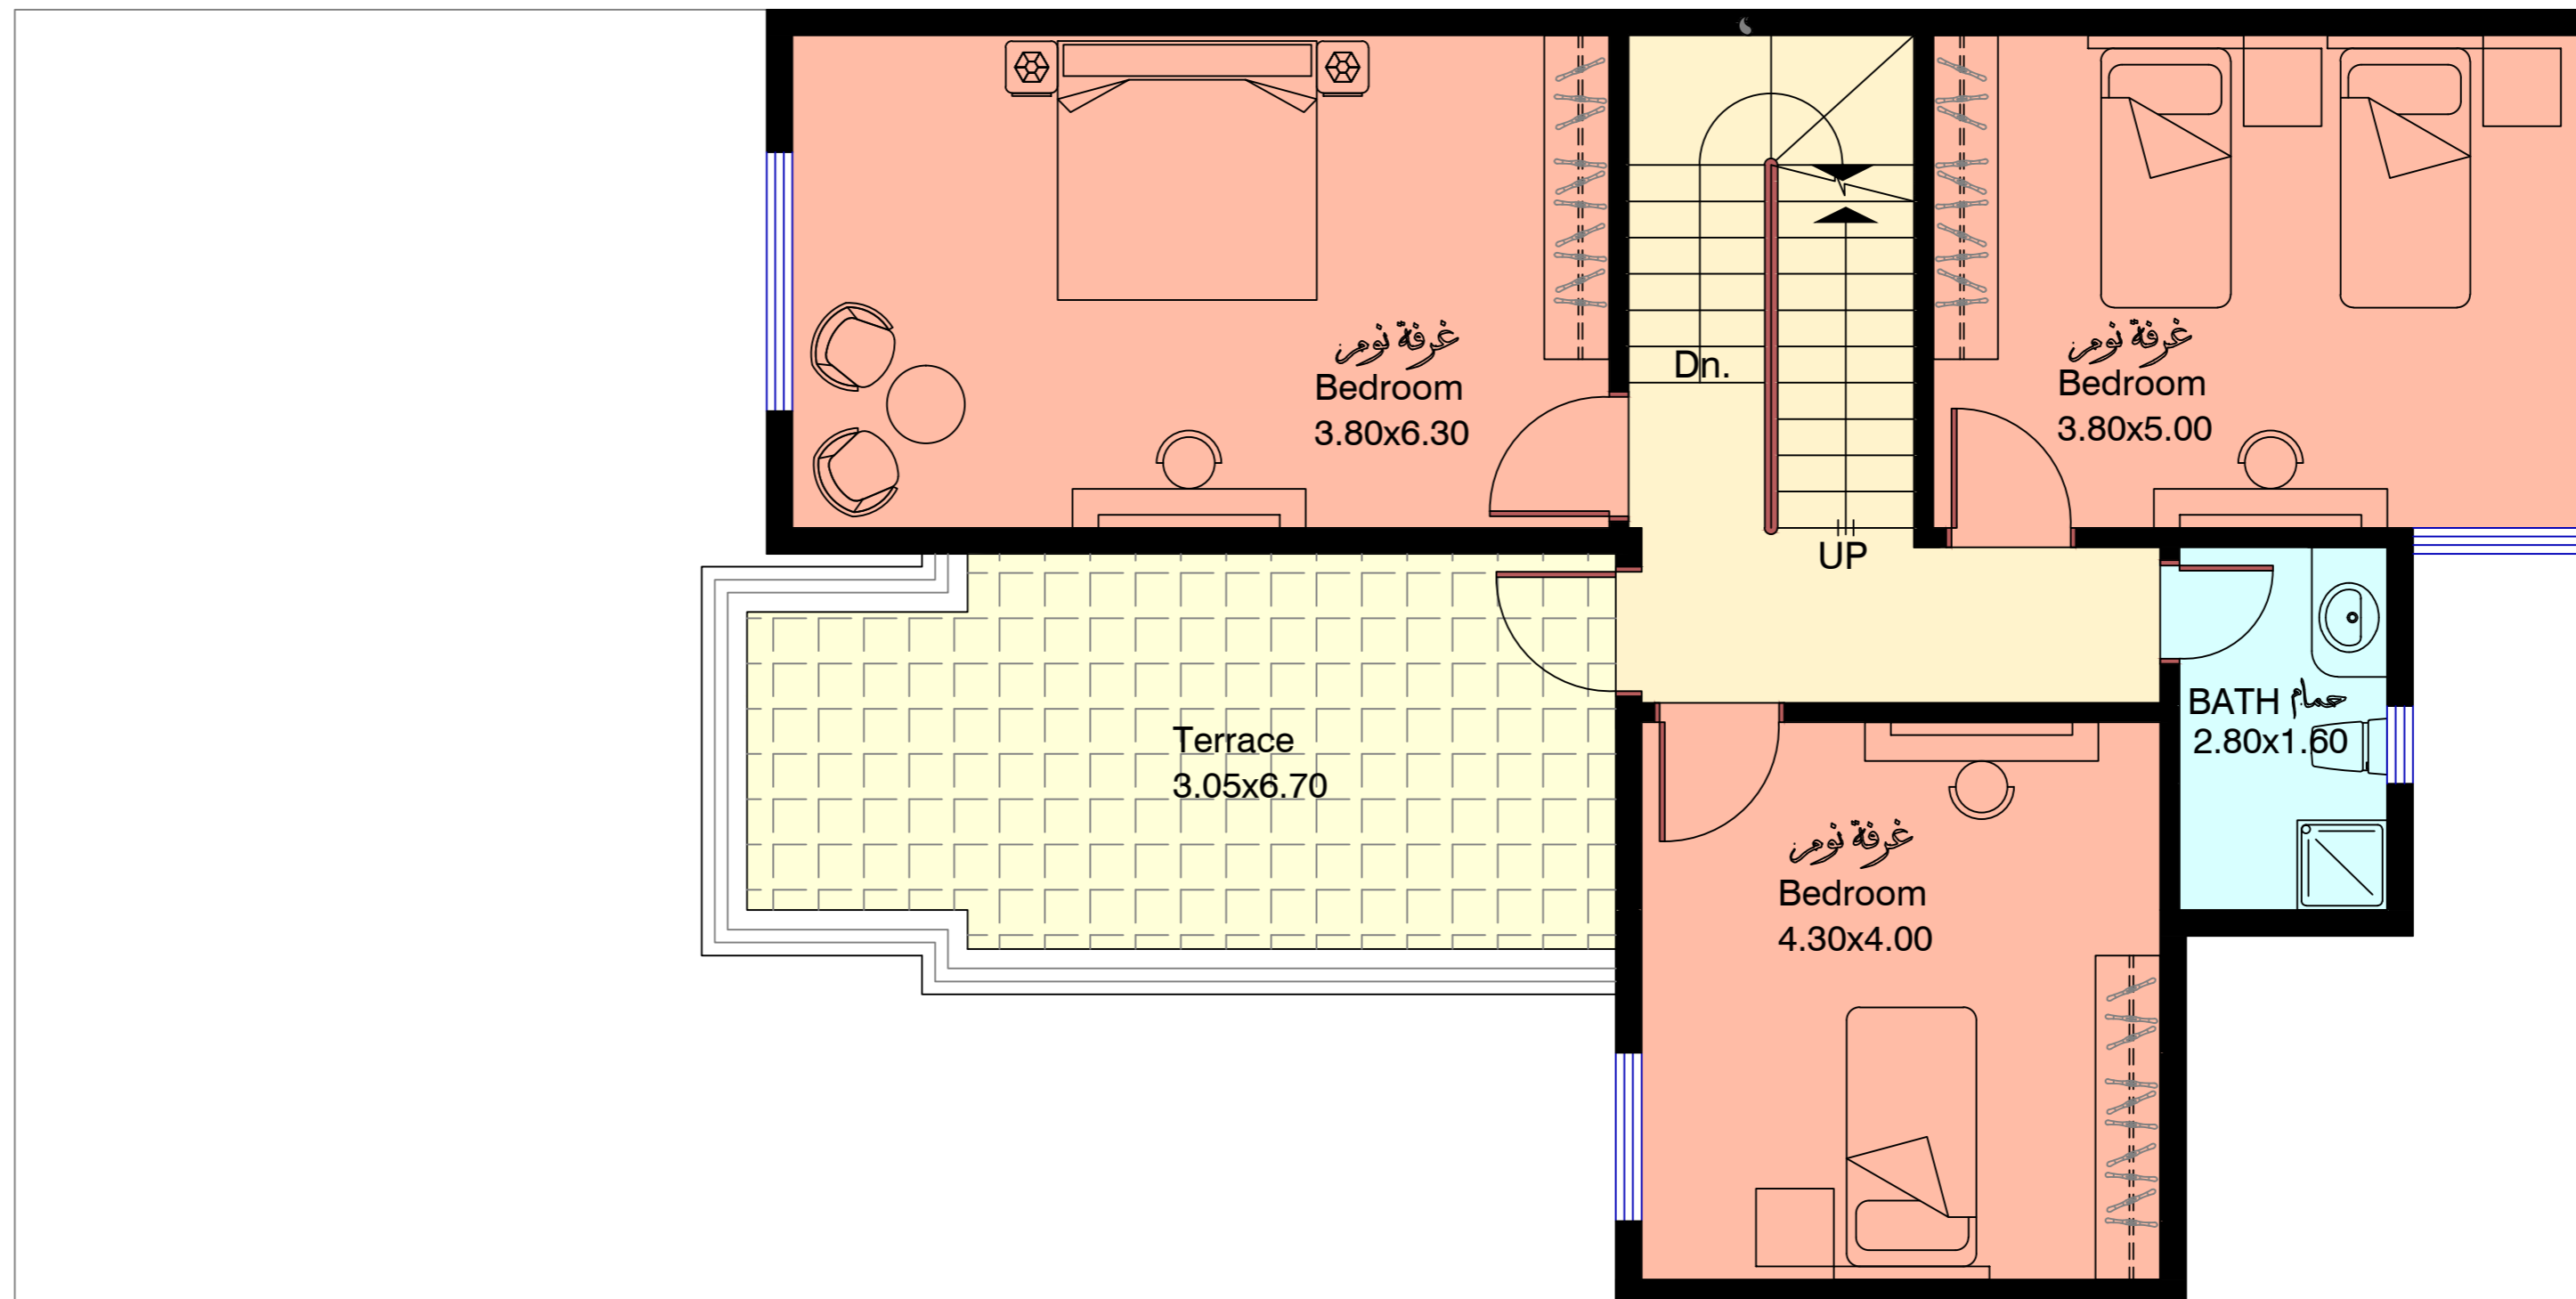 غرفة نوم
Bedroom
3.80x6.30
Dn.
UP
غرفة نوم
Bedroom
3.80x5.00
Terrace
3.05x6.70
BATH حمام
2.80x1.60
غرفة نوم
Bedroom
4.30x4.00